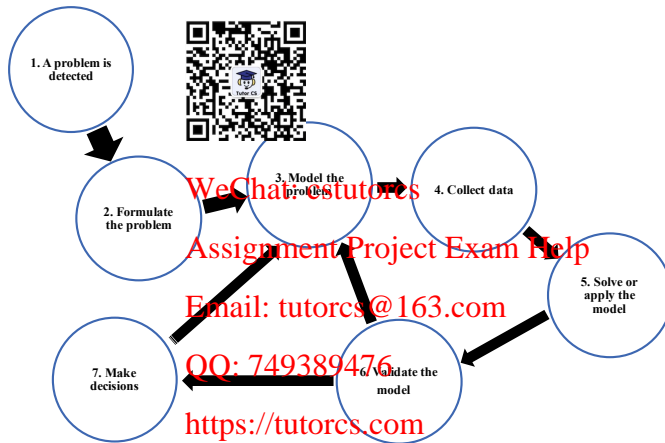 1. A problem is
detected
Tutor CS
2. Formulate
the problem
3. Model the
problem
4. Collect data
5. Solve or
apply the
model
6. Validate the
model
7. Make
decisions
WeChat: cstutorcs
Assignment Project Exam Help
Email: tutorcs@163.com
QQ: 749389476
https://tutorcs.com